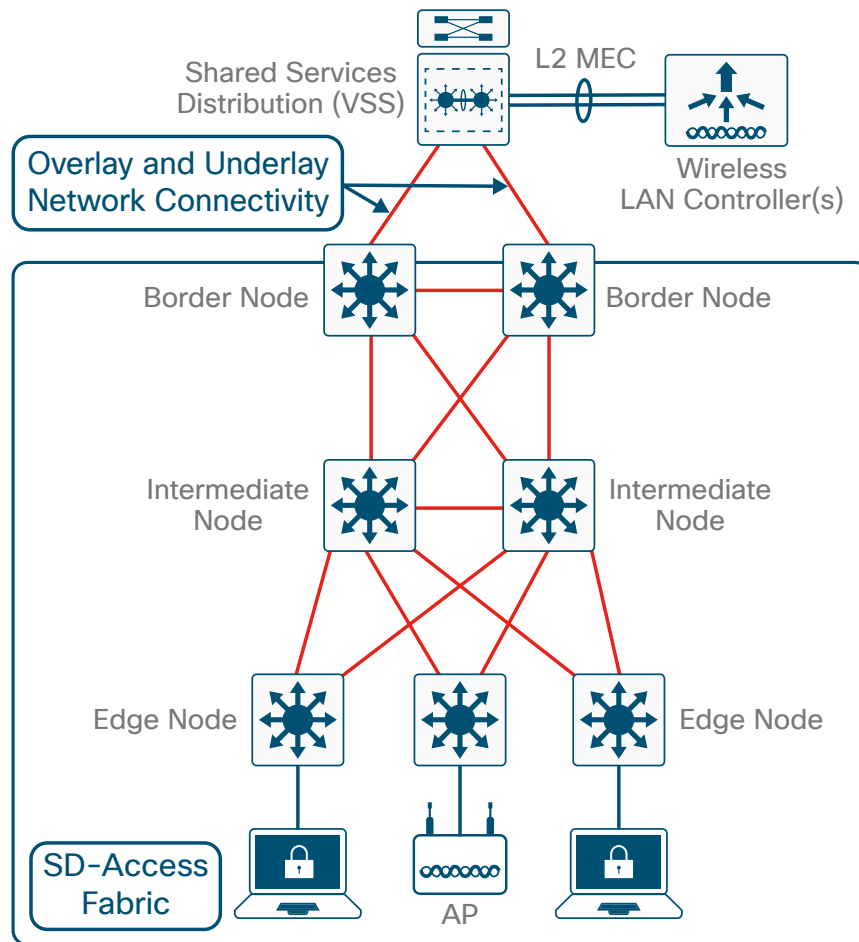 L2 MEC
Shared Services
Distribution (VSS)
Wireless
LAN Controller(s)
Overlay and Underlay
Network Connectivity
Border Node
Border Node
Intermediate
Node
Intermediate
Node
Edge Node
Edge Node
SD-Access
Fabric
AP